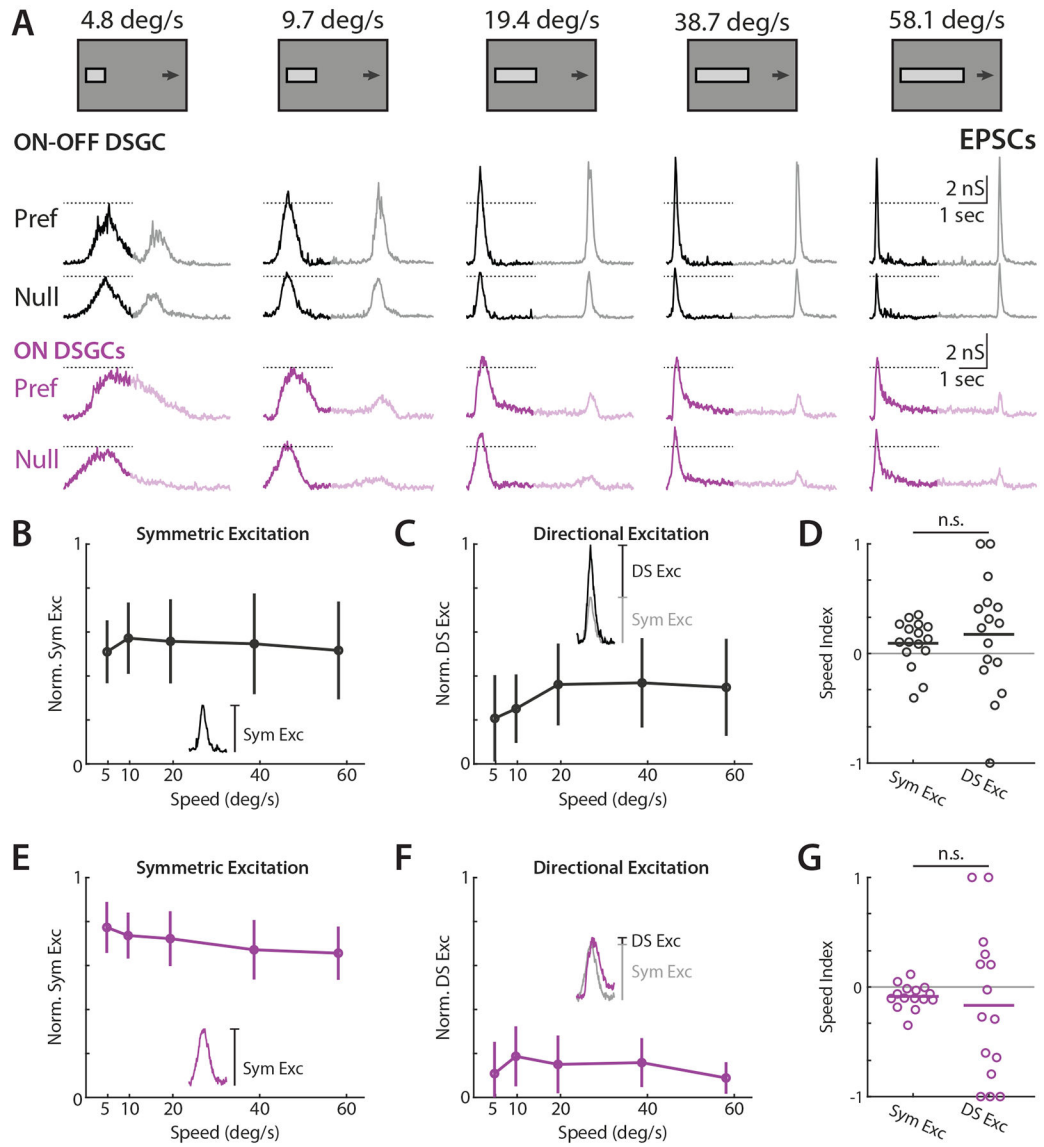 A
4.8 deg/s 9.7 deg/s 19.4 deg/s 38.7 deg/s 58.1 deg/s
ON-OFF DSGC EPSCs
Pref
2 nS
1 sec
Null
ON DSGCs
2 nS
1 sec
Pref
Null
B
Symmetric Excitation
1
0
Norm. Sym Exc
Sym Exc
5 10 20 40 60
Speed (deg/s)
C
Directional Excitation
1
0
Norm. DS Exc
DS Exc
Sym Exc
5 10 20 40 60
Speed (deg/s)
D
n.s.
1
0
-1
Speed Index
Sym Exc
DS Exc
E
Symmetric Excitation
1
0
Norm. Sym Exc
Sym Exc
5 10 20 40 60
Speed (deg/s)
F
Directional Excitation
1
0
Norm. DS Exc
DS Exc
Sym Exc
5 10 20 40 60
Speed (deg/s)
G
n.s.
1
0
-1
Speed Index
Sym Exc
DS Exc